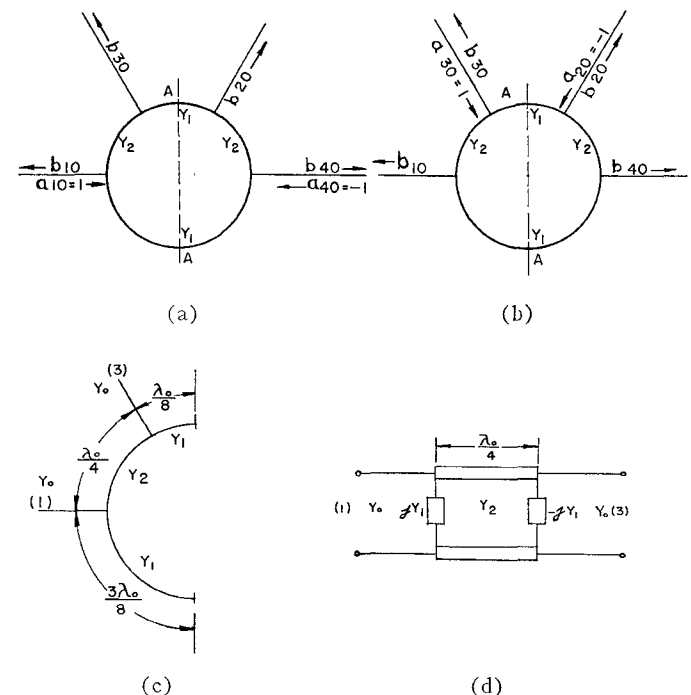 b30
b20
A
Y1
Y2
Y2
b10
a10=1
b40
a40=-1
Y1
A
(a)
b30
a30=1
a20=-1
b20
A
Y1
Y2
Y2
b10
b40
Y1
A
(b)
(3)
Y0
λ0/8
Y1
λ0/4
Y2
Y0
(1)
Y1
3λ0/8
(c)
λ0/4
(1) Y0 jY1 Y2 -jY1 Y0 (3)
(d)